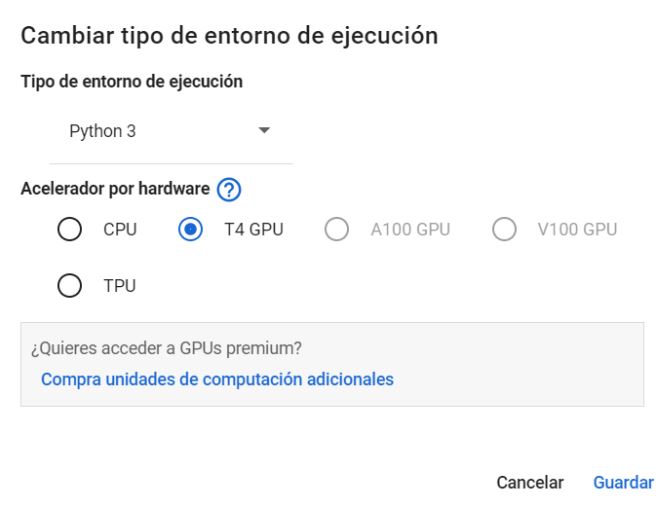 Cambiar tipo de entorno de ejecución
Tipo de entorno de ejecución
Python 3
Acelerador por hardware ?
CPU T4 GPU A100 GPU V100 GPU
TPU
¿Quieres acceder a GPUs premium?
Compra unidades de computación adicionales
Cancelar Guardar